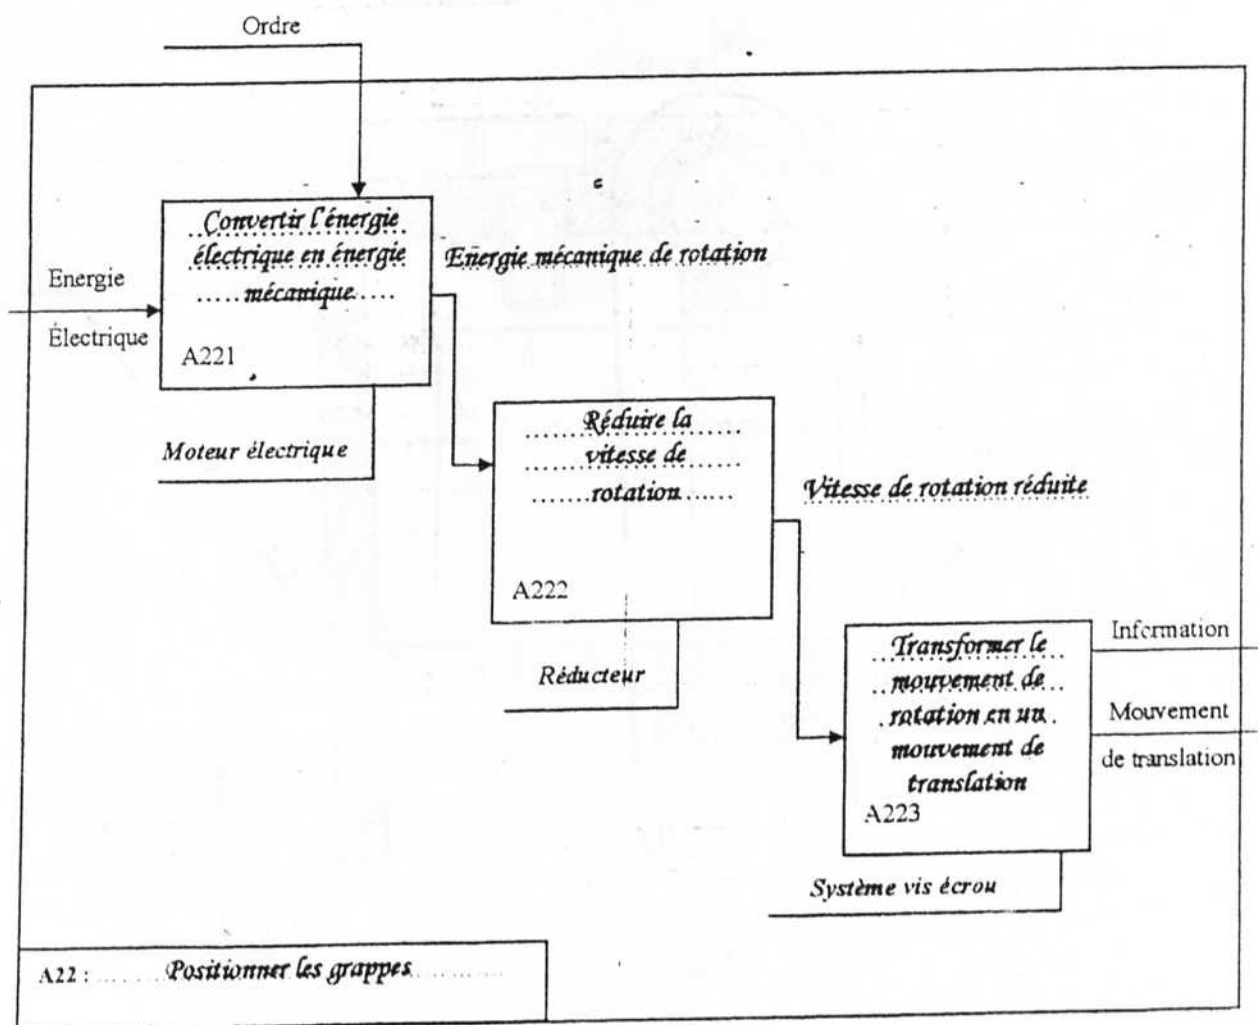 Ordre
Convertir l'énergie
électrique en énergie
mécanique
A221
Energie
Électrique
Energie mécanique de rotation
Moteur électrique
Réduire la
vitesse de
rotation
A222
Vitesse de rotation réduite
Réducteur
Transformer le
mouvement de
rotation en un
mouvement de
translation
A223
Information
Mouvement
de translation
Système vis écrou
A22 : Positionner les grappes